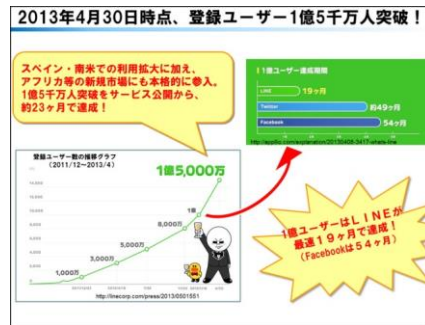 2013年4月30日時点、登録ユーザー1億5千万人突破！
スペイン・南米での利用拡大に加え、
アフリカ等の新規市場にも本格的に参入。
1億5千万人突破をサービス公開から、
約23ヶ月で達成！
1億ユーザー達成期間
LINE
19ヶ月
Twitter
約49ヶ月
Facebook
54ヶ月
登録ユーザー数の推移グラフ
（2011/12～2013/4）
1億5,000万
1億
8,000万
5,000万
3,000万
1,000万
http://linecorp.com/press/2013/0501551
1億ユーザーはＬＩＮＥが
最速１９ヶ月で達成！
（Facebookは５４ヶ月）